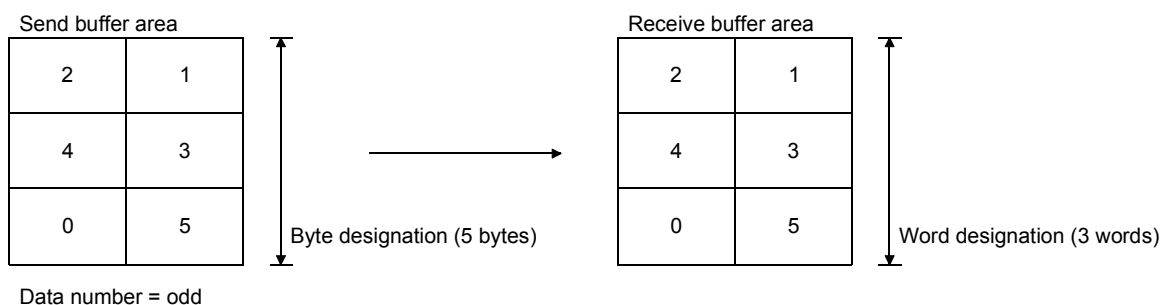 Send buffer area
Receive buffer area
2 1
2 1
4 3
4 3
0 5
0 5
Byte designation (5 bytes)
Word designation (3 words)
Data number = odd